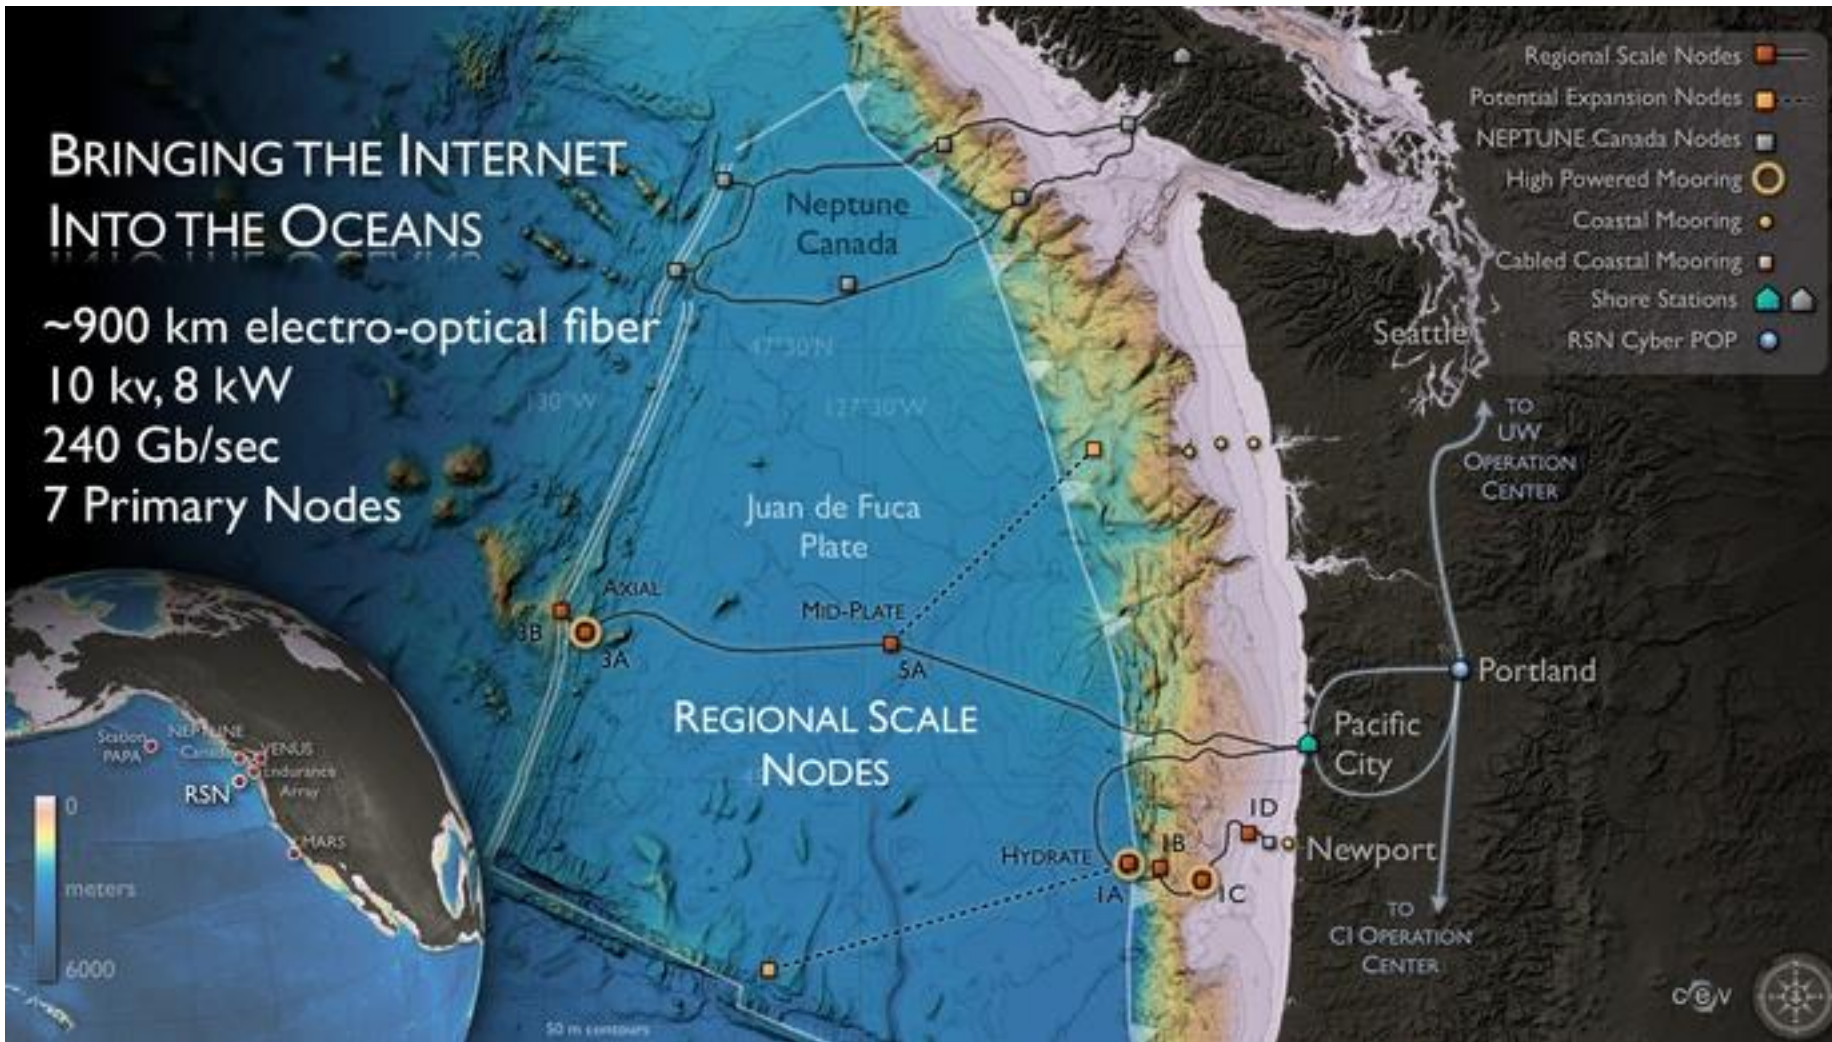 BRINGING THE INTERNET
INTO THE OCEANS
~900 km electro-optical fiber
10 kv, 8 kW
240 Gb/sec
7 Primary Nodes
Regional Scale Nodes
Potential Expansion Nodes
NEPTUNE Canada Nodes
High Powered Mooring
Coastal Mooring
Cabled Coastal Mooring
Shore Stations
RSN Cyber POP
Neptune
Canada
47°30'N
130°W
127°30'W
Seattle
TO
UW
OPERATION
CENTER
Juan de Fuca
Plate
AXIAL
3B
3A
MID-PLATE
5A
REGIONAL SCALE
NODES
Portland
Pacific
City
HYDRATE
1A
1B
1C
1D
Newport
TO
CI OPERATION
CENTER
Station
PAPA
NEPTUNE
Canada
VENUS
Endurance
Array
RSN
MARS
0
meters
6000
50 m contours
cev